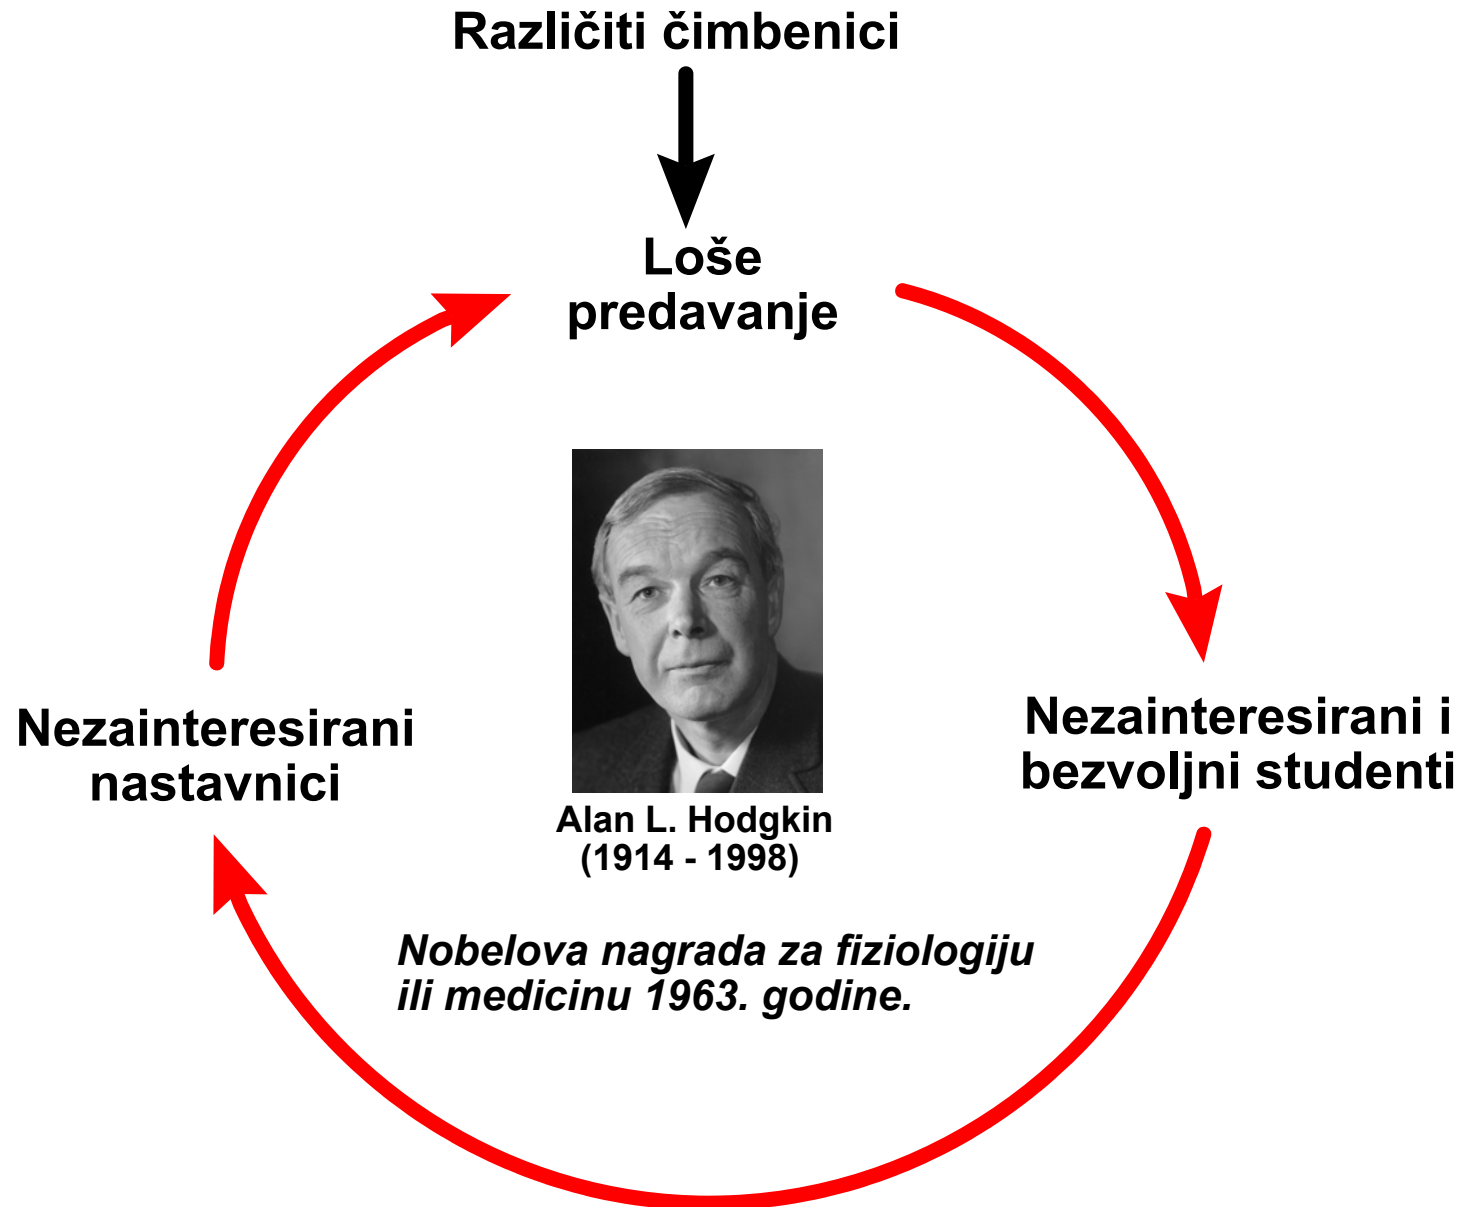 Različiti čimbenici
Loše
predavanje
Nezainteresirani i
bezvoljni studenti
Nezainteresirani
nastavnici
Alan L. Hodgkin
(1914 - 1998)
Nobelova nagrada za fiziologiju
ili medicinu 1963. godine.